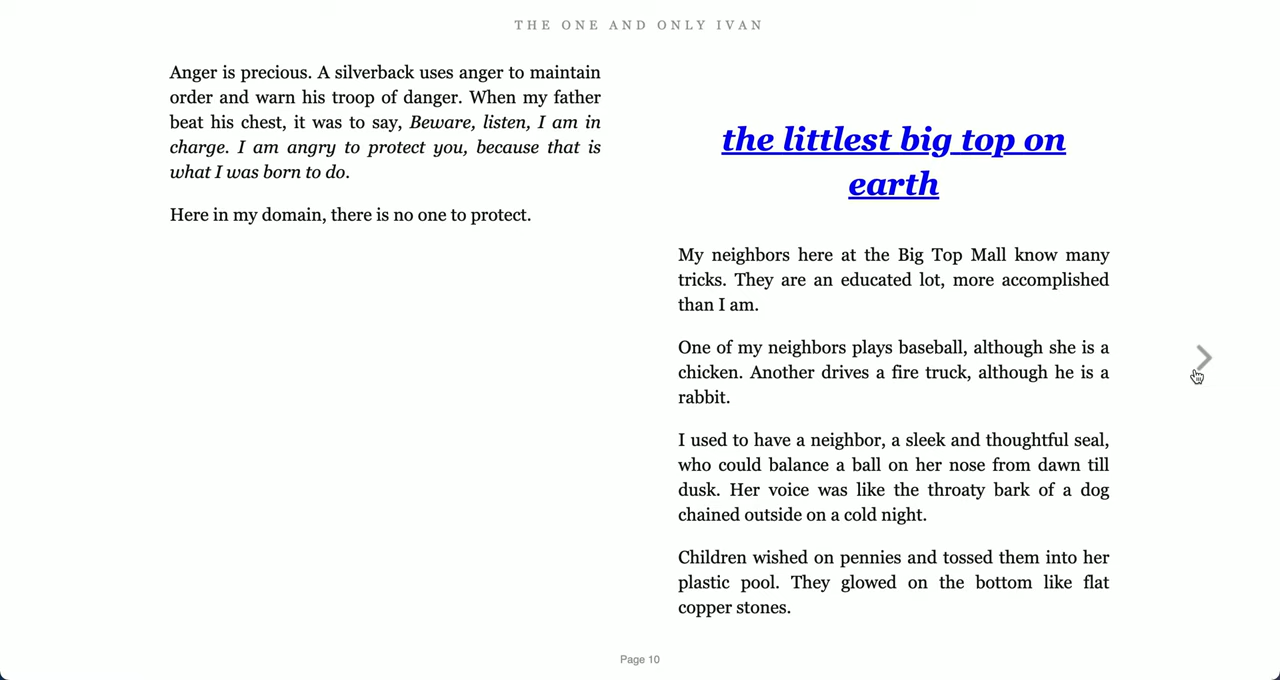 THE ONE AND ONLY IVAN
Anger is precious. A silverback uses anger to maintain
order and warn his troop of danger. When my father
beat his chest, it was to say, Beware, listen, I am in
charge. I am angry to protect you, because that is
what I was born to do.
Here in my domain, there is no one to protect.
the littlest big top on
earth
My neighbors here at the Big Top Mall know many
tricks. They are an educated lot, more accomplished
than I am.
One of my neighbors plays baseball, although she is a
chicken. Another drives a fire truck, although he is a
rabbit.
I used to have a neighbor, a sleek and thoughtful seal,
who could balance a ball on her nose from dawn till
dusk. Her voice was like the throaty bark of a dog
chained outside on a cold night.
Children wished on pennies and tossed them into her
plastic pool. They glowed on the bottom like flat
copper stones.
Page 10